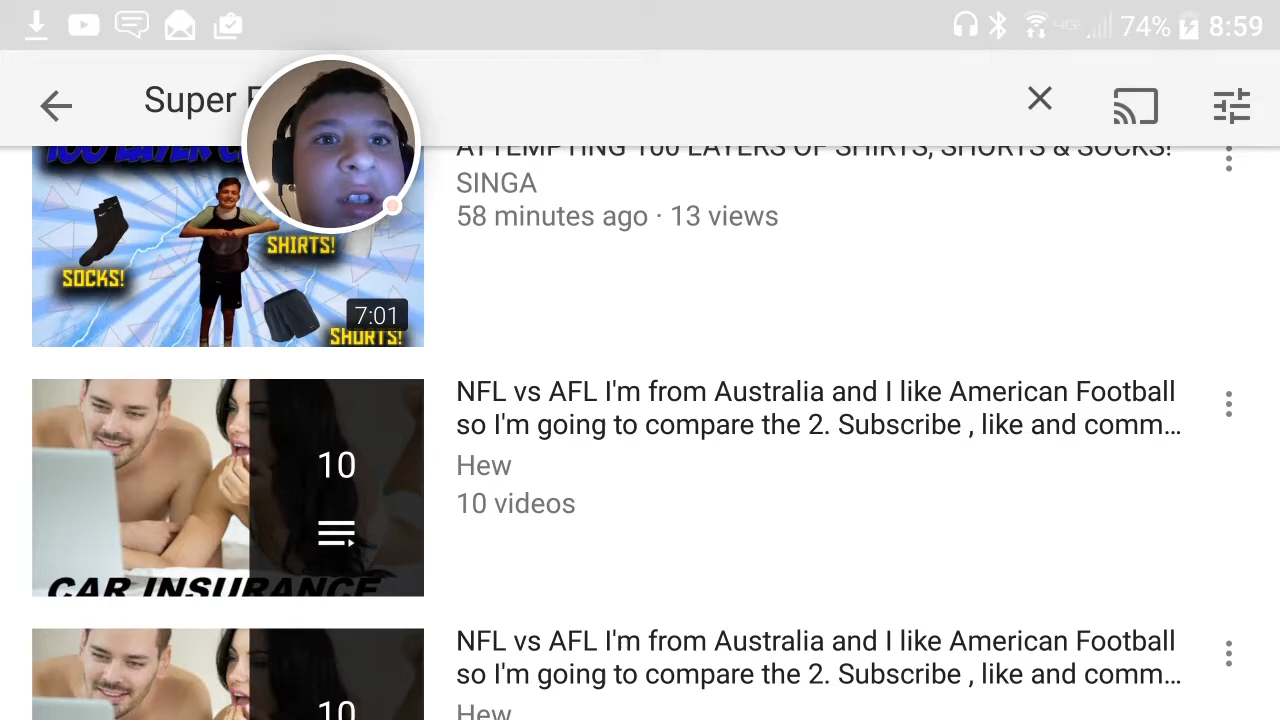 74% 8:59
Super
100 LAYER
ATTEMPTING 100 LAYERS OF SHIRTS, SHORTS & SOCKS!
SINGA
58 minutes ago · 13 views
SHIRTS!
SOCKS!
7:01
SHORTS!
NFL vs AFL I'm from Australia and I like American Football
so I'm going to compare the 2. Subscribe , like and comm...
Hew
10 videos
10
CAR INSURANCE
NFL vs AFL I'm from Australia and I like American Football
so I'm going to compare the 2. Subscribe , like and comm...
Hew
10